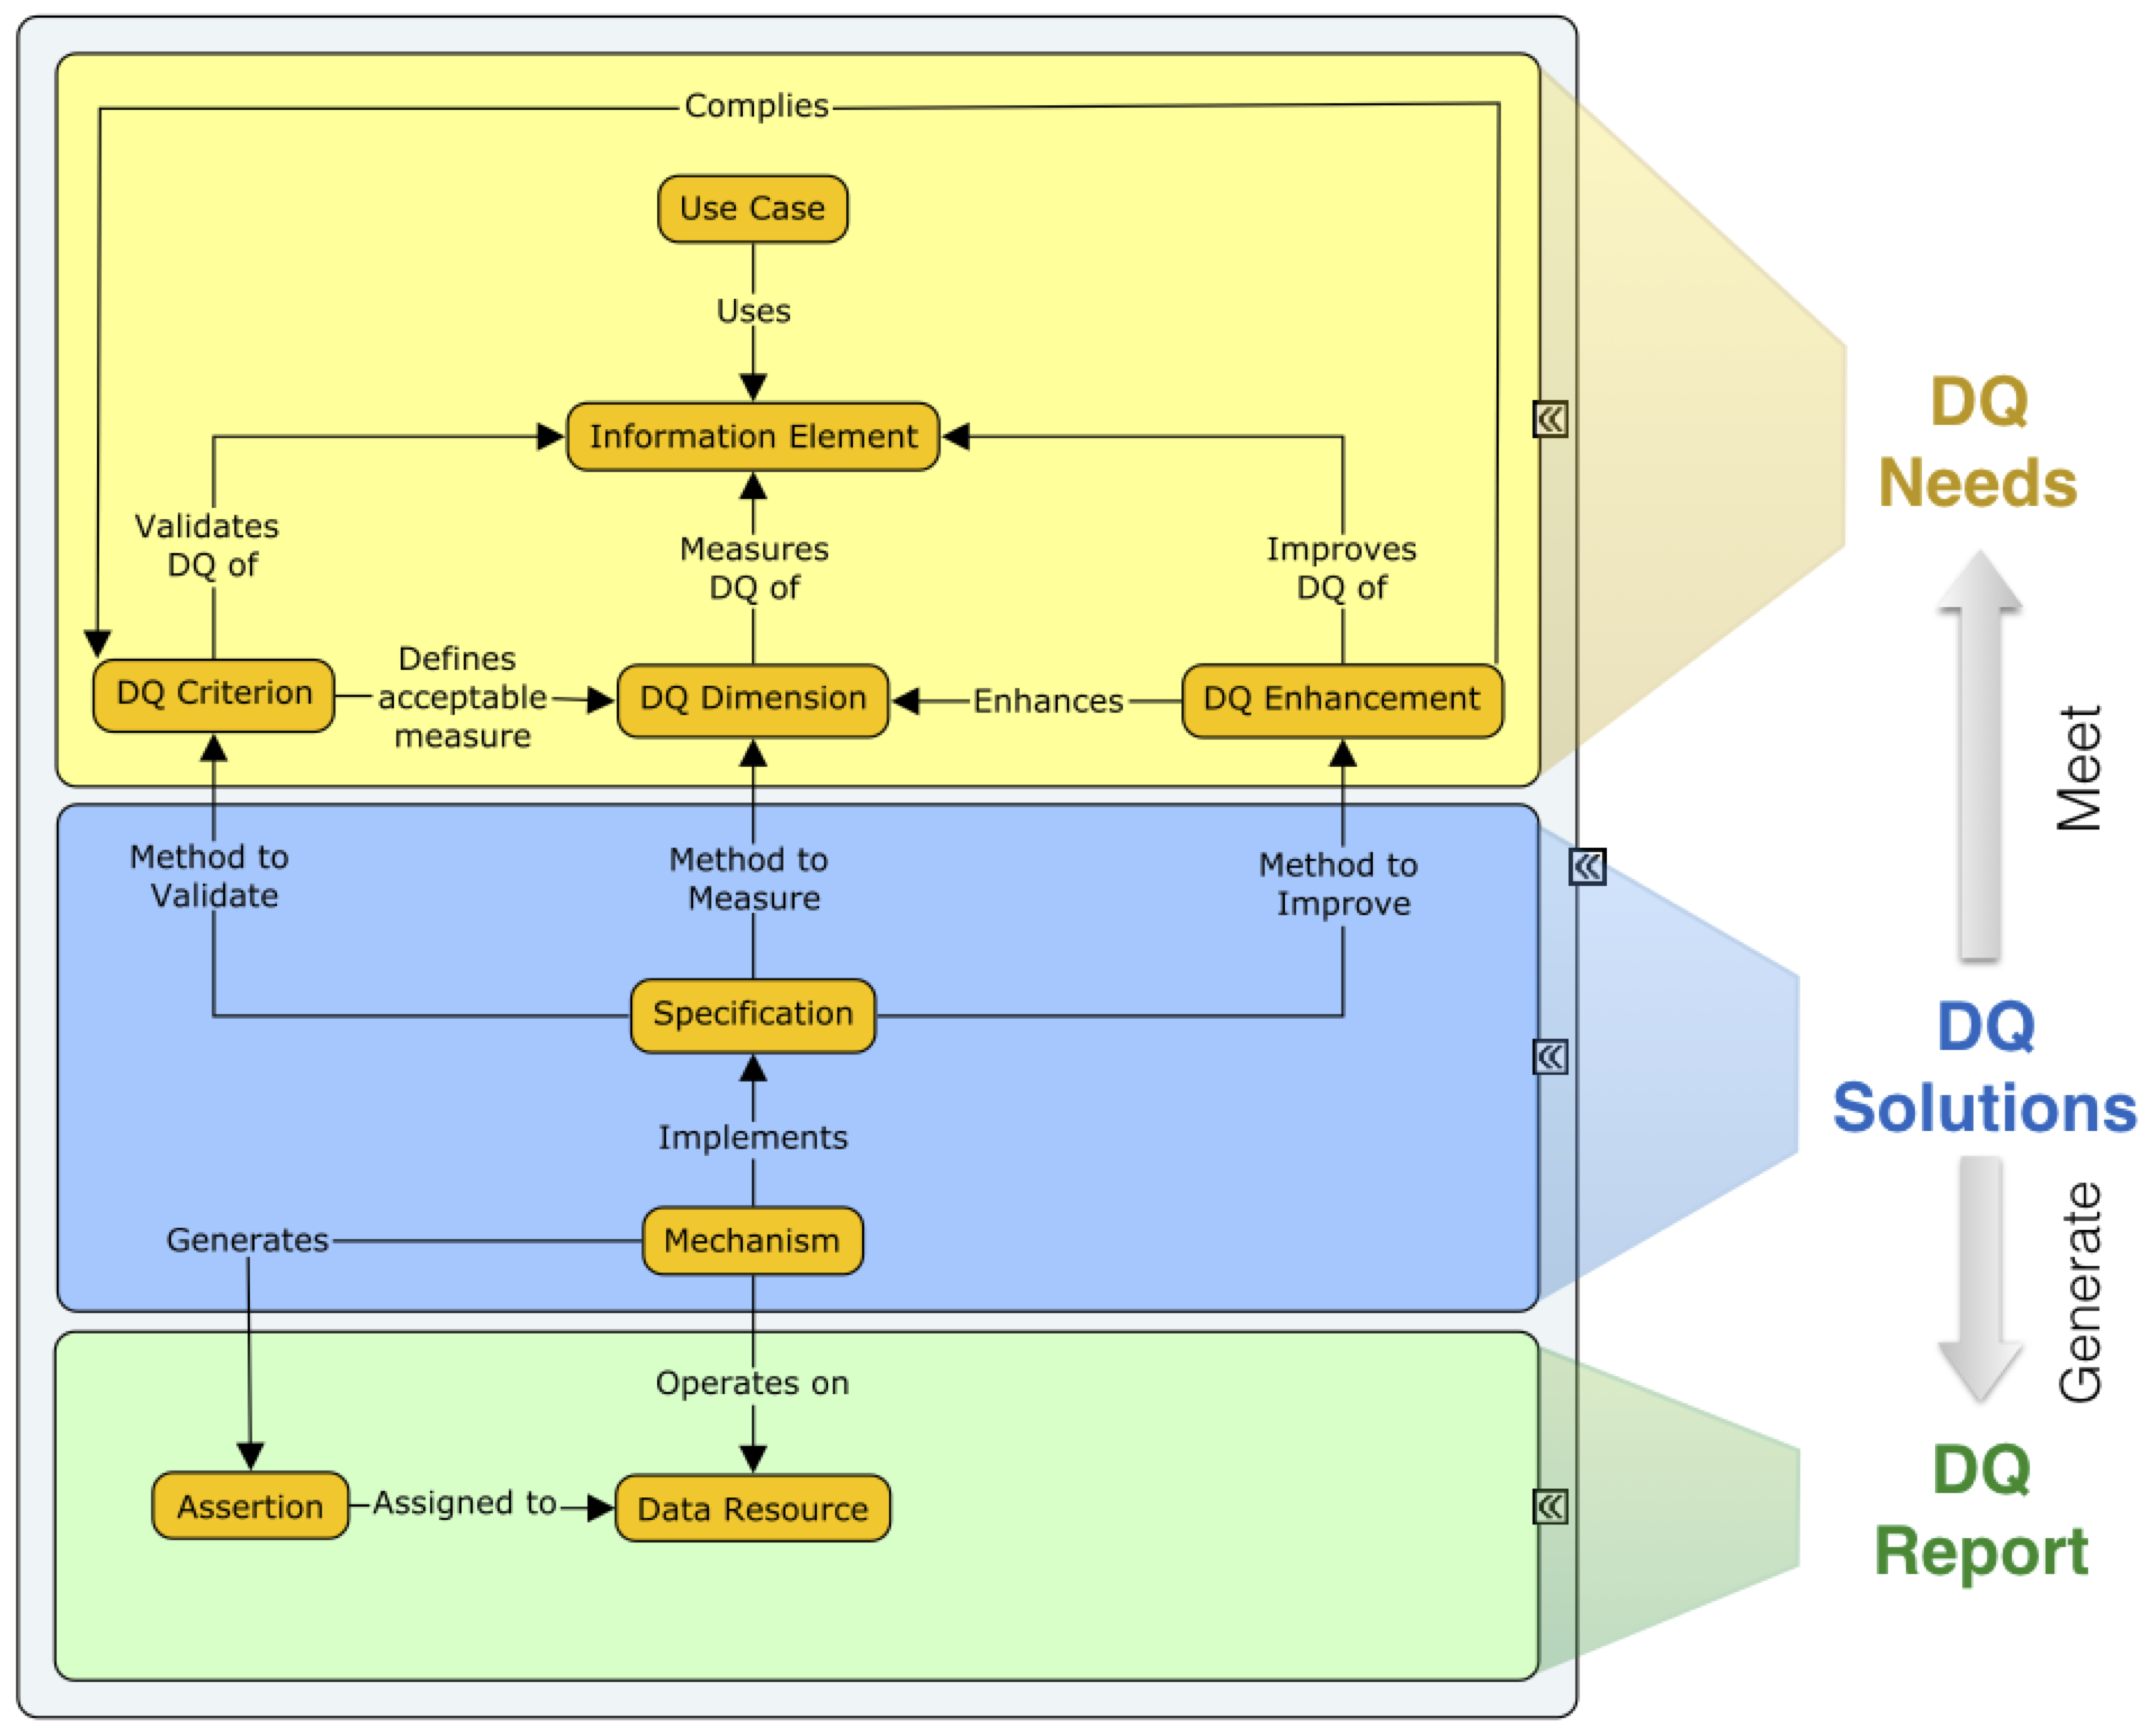 Complies
Use Case
Uses
Information Element
Validates
DQ of
Measures
DQ of
Improves
DQ of
DQ Criterion
Defines
acceptable
measure
DQ Dimension
Enhances
DQ Enhancement
Method to
Validate
Method to
Measure
Method to
Improve
Specification
Implements
Generates
Mechanism
Operates on
Assertion
Assigned to
Data Resource
DQ
Needs
Meet
DQ
Solutions
Generate
DQ
Report